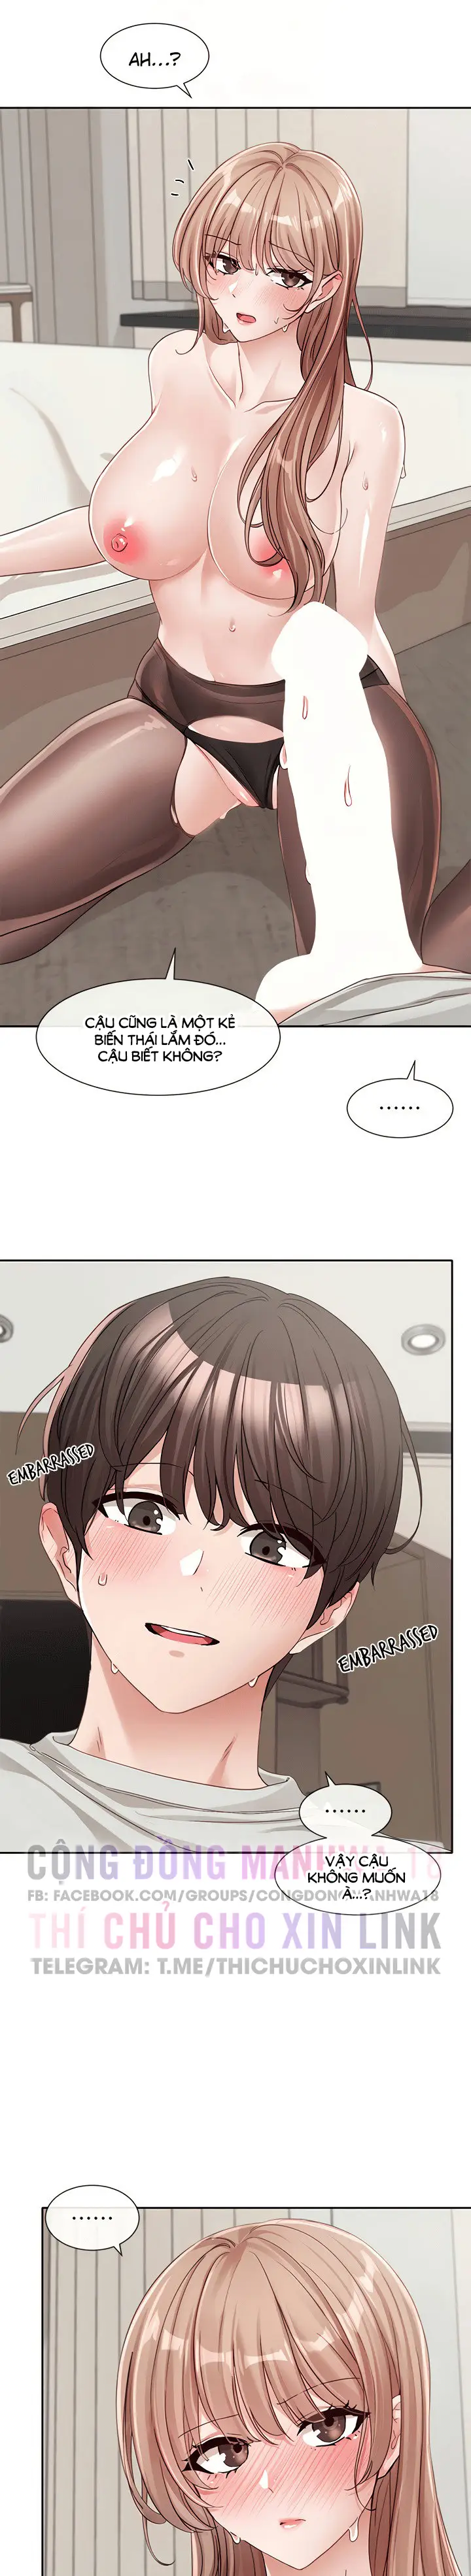 AH...?
CẬU CŨNG LÀ MỘT KẺ
BIẾN THÁI LẮM ĐÓ...
CẬU BIẾT KHÔNG?
......
EMBARRASSED
EMBARRASSED
......
VẬY CẬU
KHÔNG MUỐN
À...?
CỘNG ĐỒNG MANHWA 18
FB: FACEBOOK.COM/GROUPS/CONGDONGMANHWA18
THÍ CHỦ CHO XIN LINK
TELEGRAM: T.ME/THICHUCHOXINLINK
......